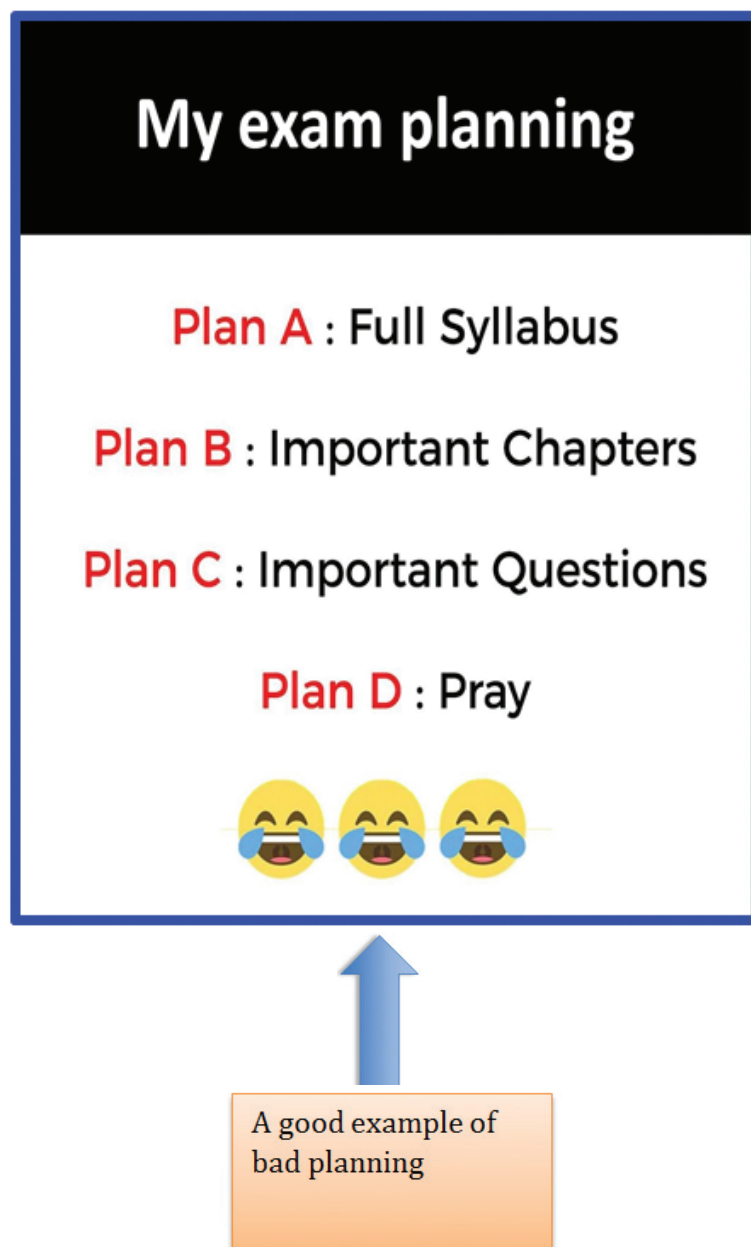 My exam planning
Plan A : Full Syllabus
Plan B : Important Chapters
Plan C : Important Questions
Plan D : Pray
A good example of
bad planning